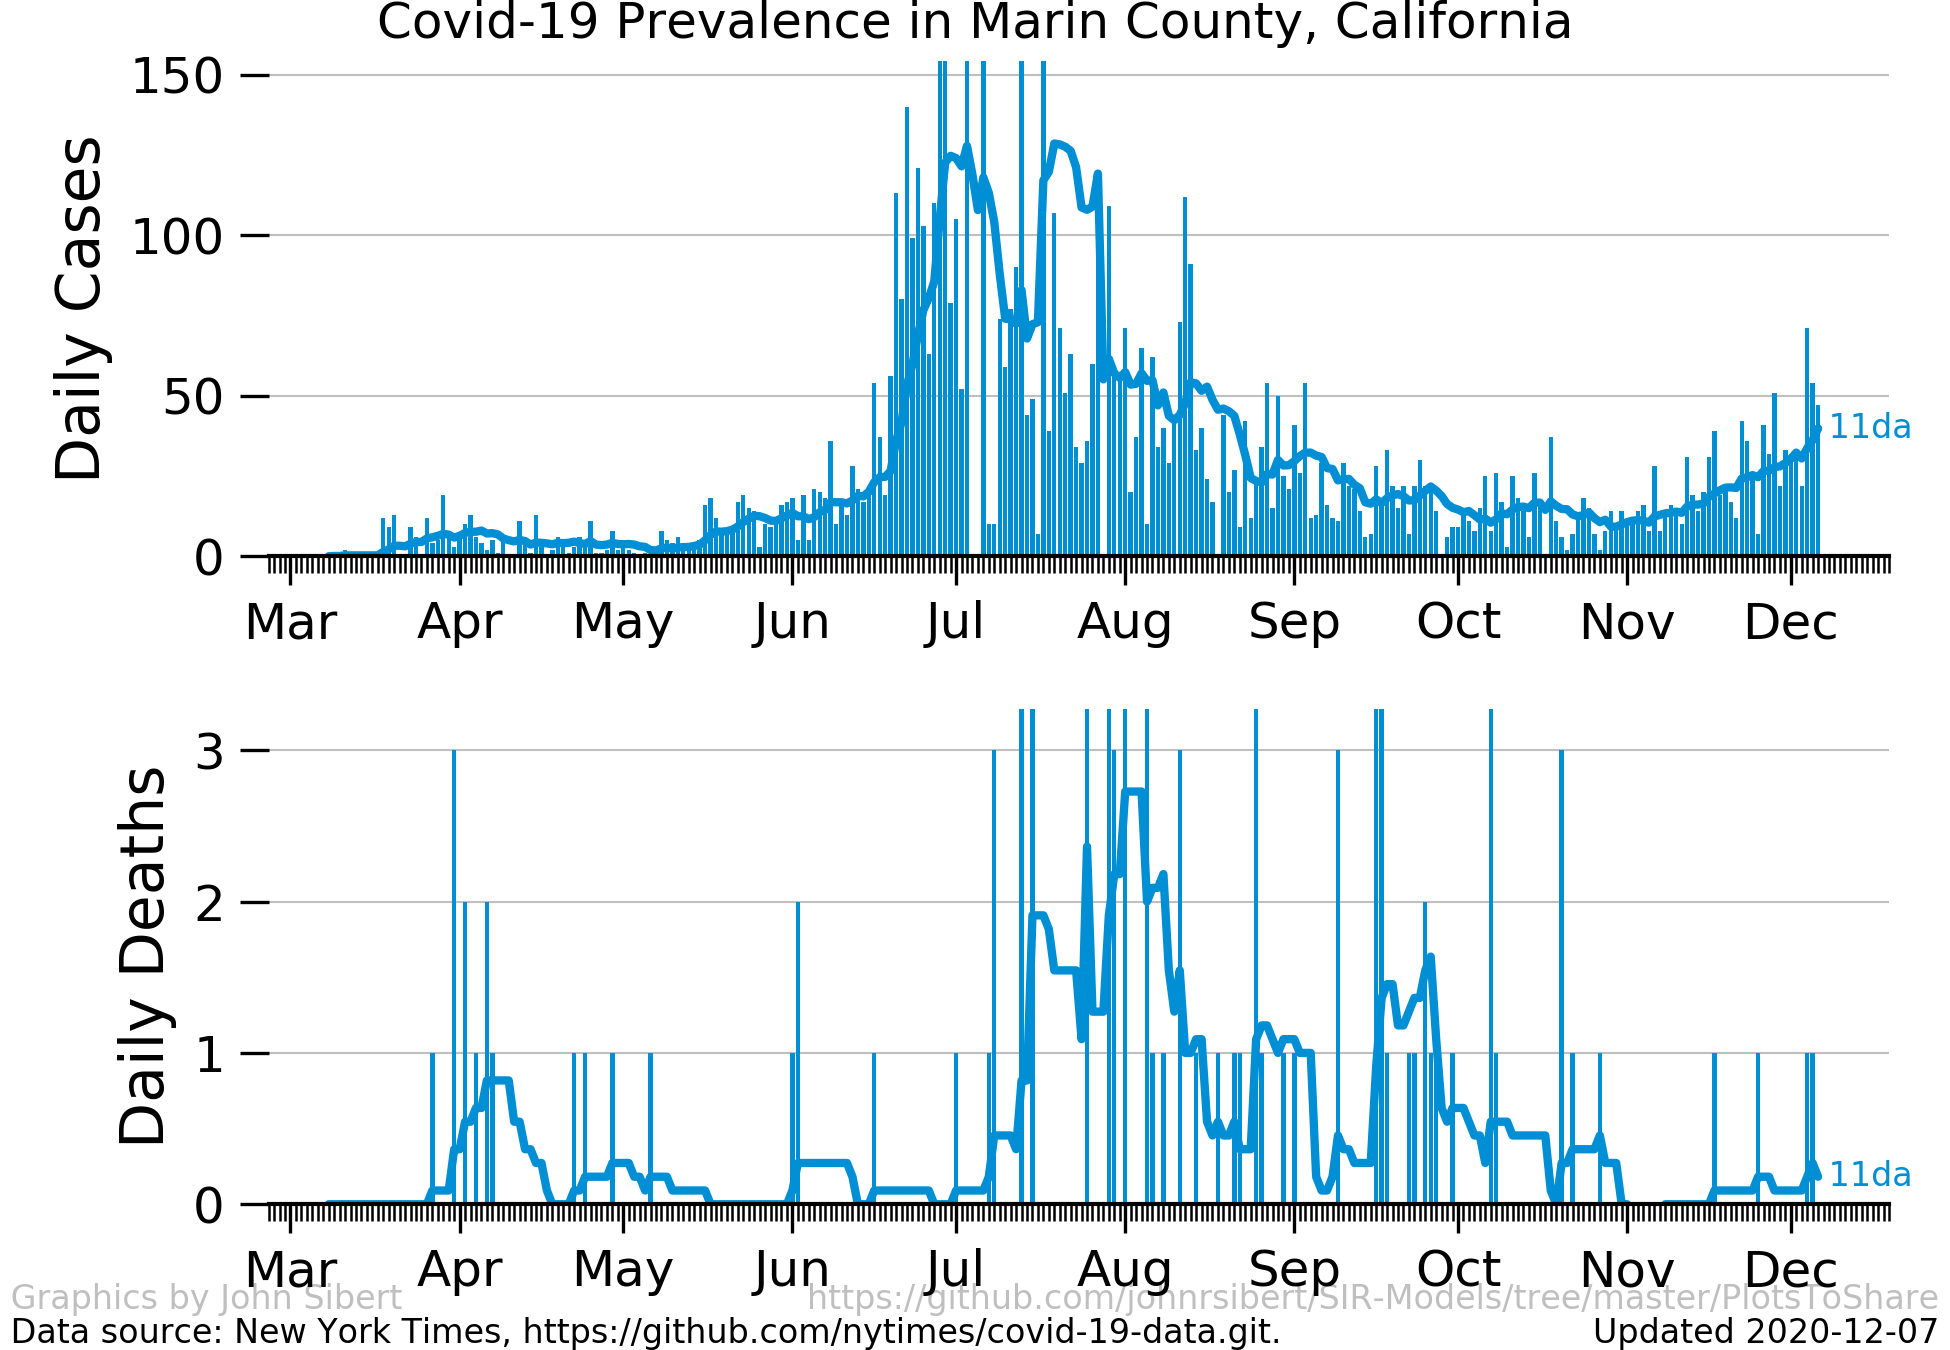 Covid-19 Prevalence in Marin County, California
150
100
50
0
Daily Cases
11da
Mar Apr May Jun Jul Aug Sep Oct Nov Dec
3
2
1
0
Daily Deaths
11da
Mar Apr May Jun Jul Aug Sep Oct Nov Dec
Graphics by John Sibert https://github.com/johnrsibert/SIR-Models/tree/master/PlotsToShare
Data source: New York Times, https://github.com/nytimes/covid-19-data.git. Updated 2020-12-07